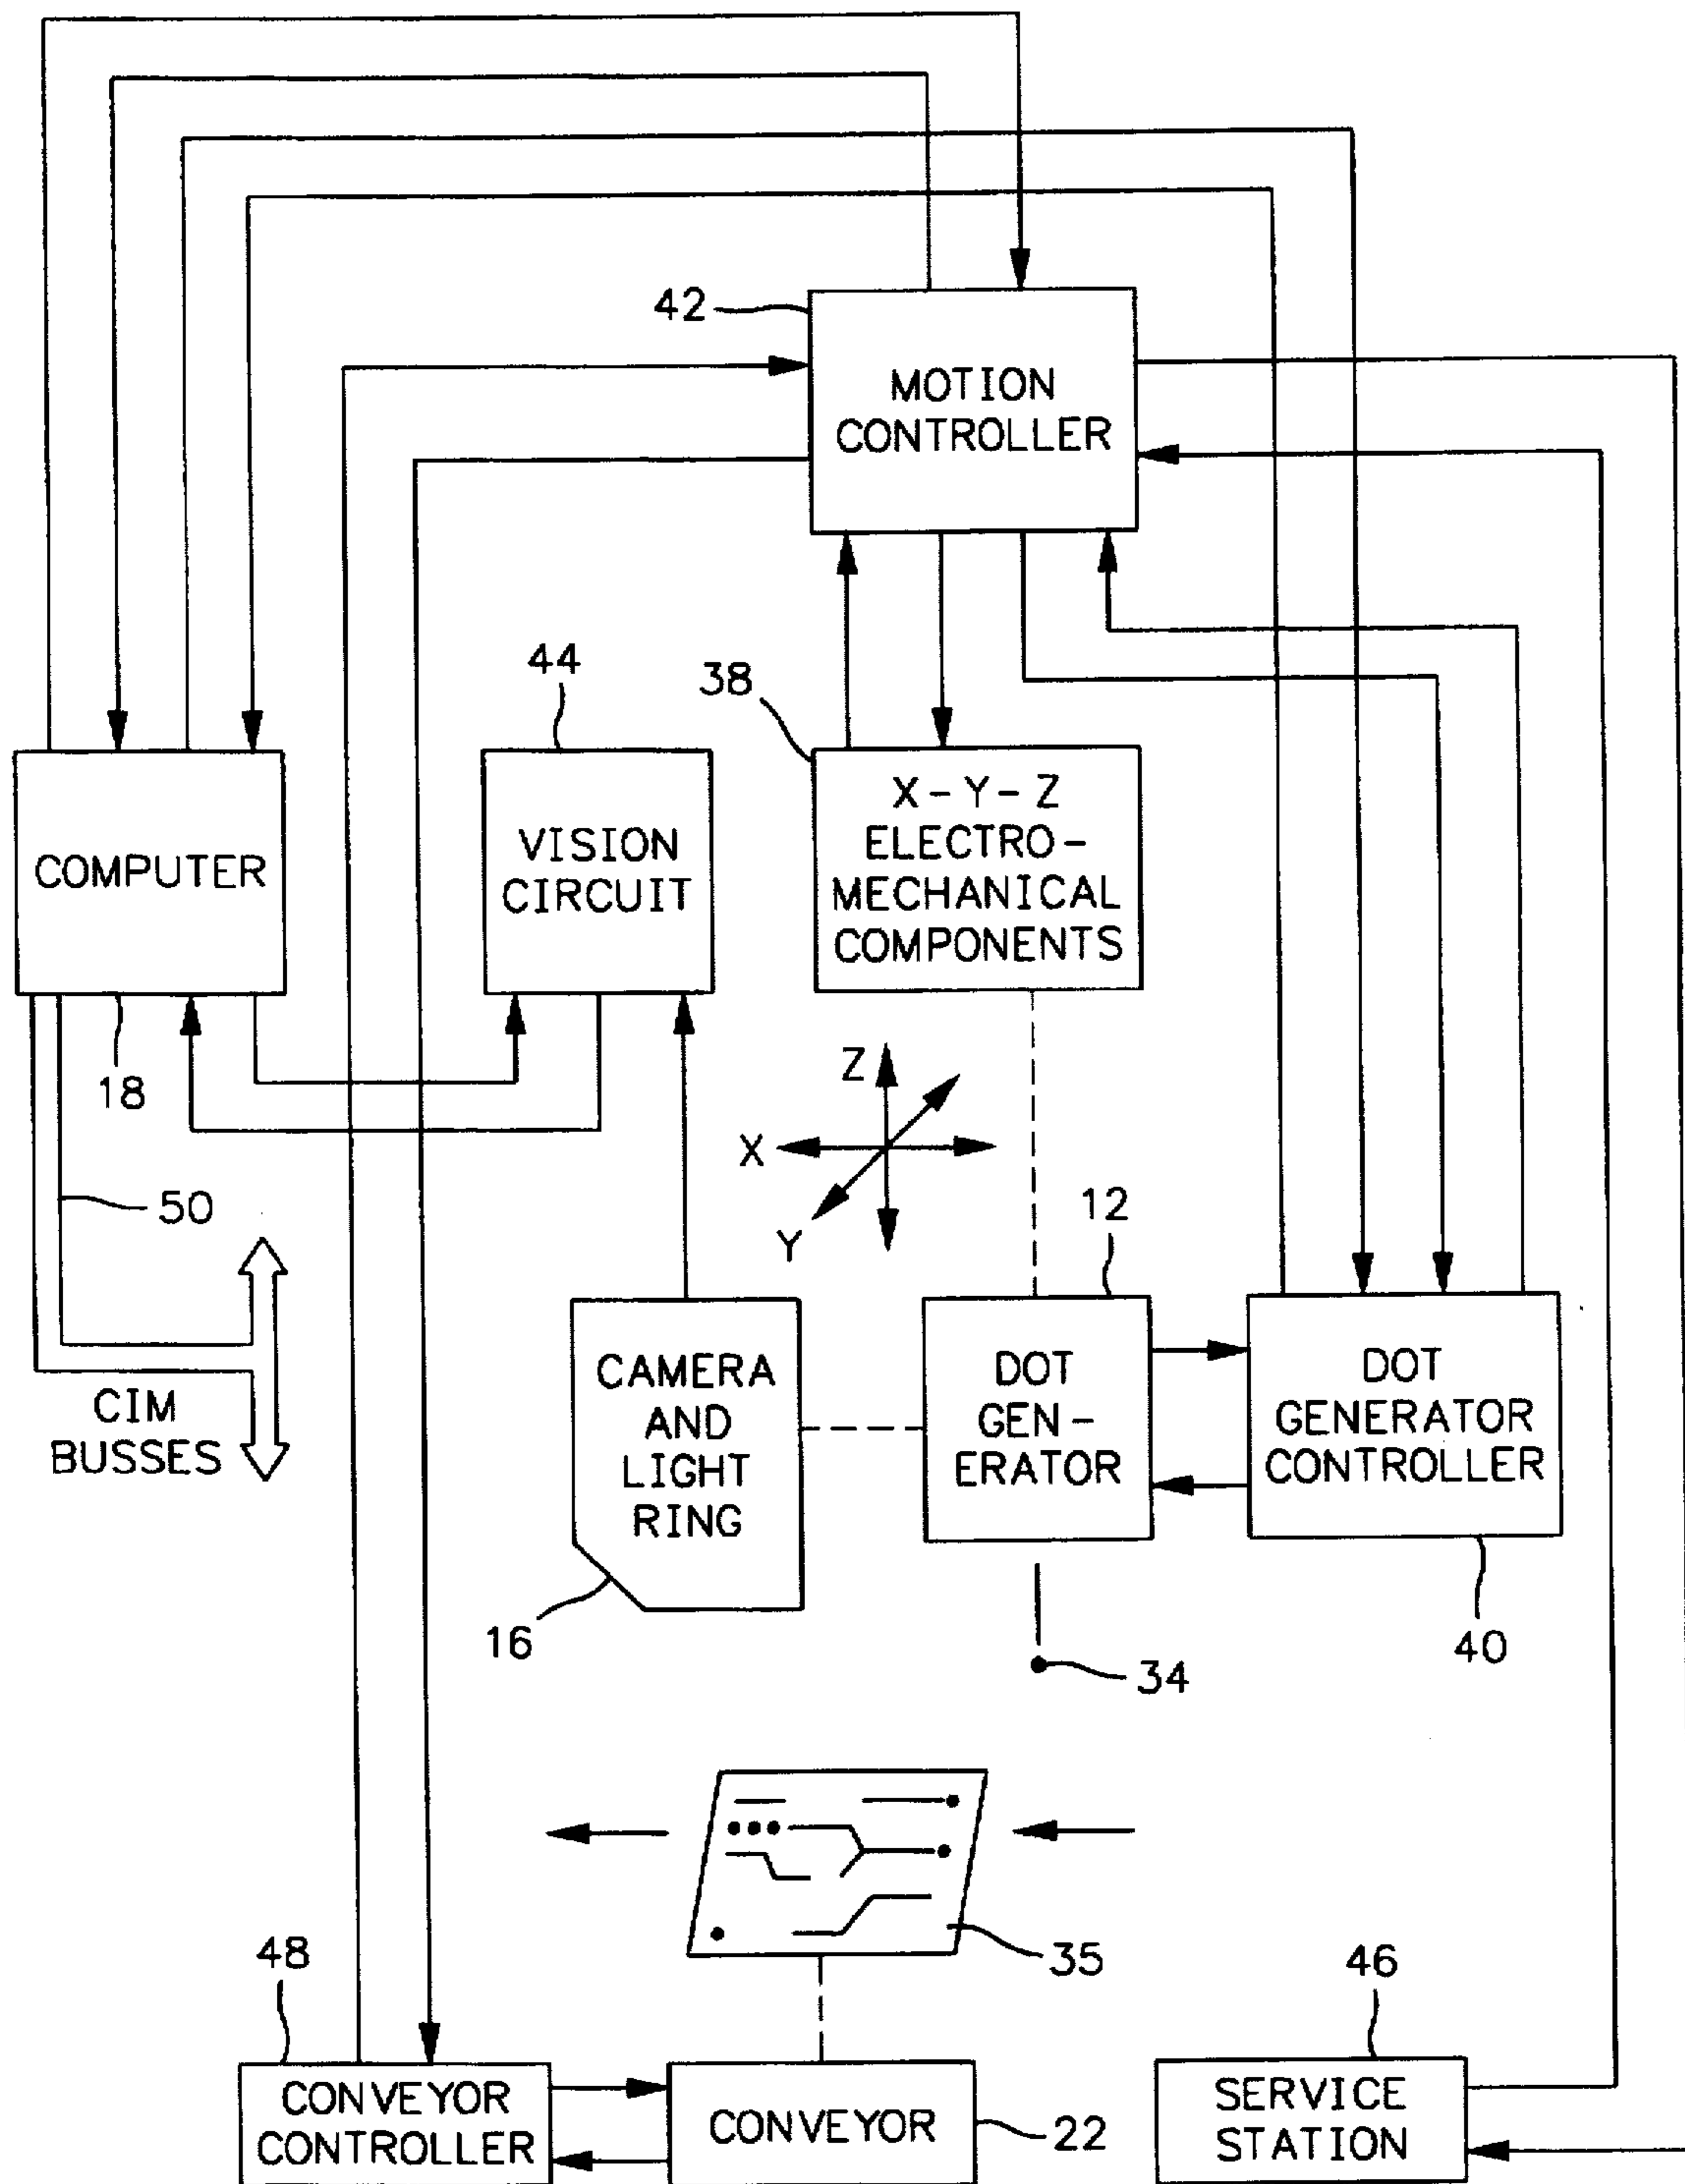 42
MOTION
CONTROLLER
44
38
COMPUTER
VISION
CIRCUIT
X-Y-Z
ELECTRO-
MECHANICAL
COMPONENTS
18
Z
X
Y
50
12
CIM
BUSSES
CAMERA
AND
LIGHT
RING
DOT
GEN-
ERATOR
DOT
GENERATOR
CONTROLLER
16
40
34
35
48
46
CONVEYOR
CONTROLLER
CONVEYOR
22
SERVICE
STATION